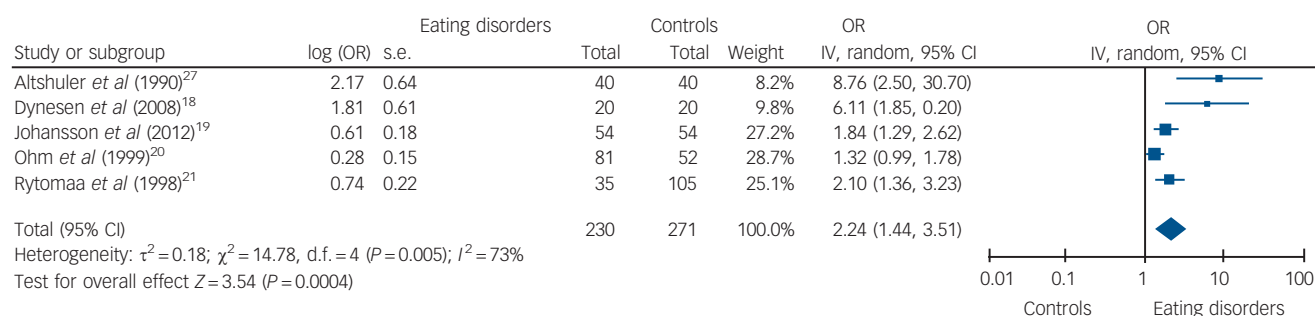 Eating disorders Controls OR OR
Study or subgroup log (OR) s.e. Total Total Weight IV, random, 95% CI IV, random, 95% CI
Altshuler et al (1990)27 2.17 0.64 40 40 8.2% 8.76 (2.50, 30.70)
Dynesen et al (2008)18 1.81 0.61 20 20 9.8% 6.11 (1.85, 0.20)
Johansson et al (2012)19 0.61 0.18 54 54 27.2% 1.84 (1.29, 2.62)
Ohm et al (1999)20 0.28 0.15 81 52 28.7% 1.32 (0.99, 1.78)
Rytomaa et al (1998)21 0.74 0.22 35 105 25.1% 2.10 (1.36, 3.23)
Total (95% CI) 230 271 100.0% 2.24 (1.44, 3.51)
Heterogeneity: τ² = 0.18; χ² = 14.78, d.f. = 4 (P = 0.005); I² = 73%
Test for overall effect Z = 3.54 (P = 0.0004)
0.01 0.1 1 10 100
Controls Eating disorders